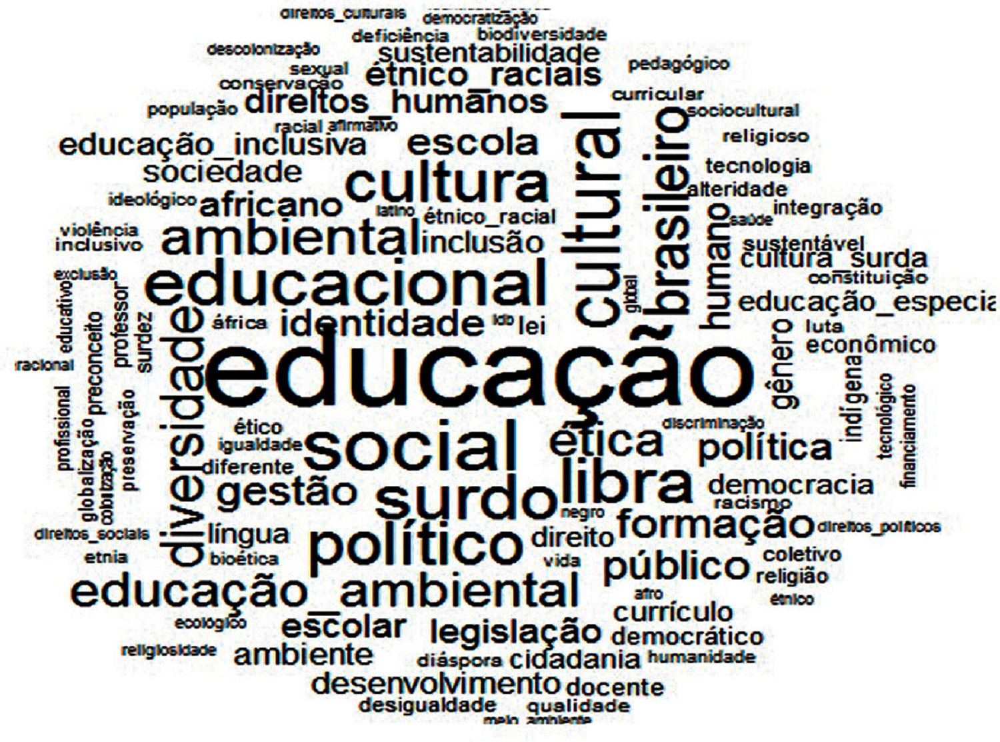 direitos_culturais
democratização
deficiência
biodiversidade
descolonização
sustentabilidade
pedagógico
sexual
étnico_raciais
conservação
curricular
direitos_humanos
população
sociocultural
racial
afirmativo
religioso
educação_inclusiva
escola
cultural
brasileiro
tecnologia
sociedade
cultura
alteridade
ideológico
africano
latino
étnico_racial
integração
saúde
humano
violência
ambiental
inclusão
inclusivo
sustentável
cultura_surda
exclusão
educacional
constituição
global
educação_especia
educativo
professor
preconceito
surdez
áfrica
identidade
ldb
lei
luta
econômico
gênero
diversidade
educação
racional
indígena
tecnológico
financiamento
profissional
globalização
colonização
preservação
ético
igualdade
diferente
social
discriminação
ética
política
gestão
surdo
libra
democracia
racismo
negro
formação
direitos_políticos
direitos_sociais
língua
político
direito
etnia
bioética
vida
público
coletivo
religião
educação_ambiental
afro
étnico
currículo
ecológico
escolar
legislação
democrático
religiosidade
ambiente
diáspora
cidadania
humanidade
desenvolvimento
docente
desigualdade
qualidade
meio_ambiente